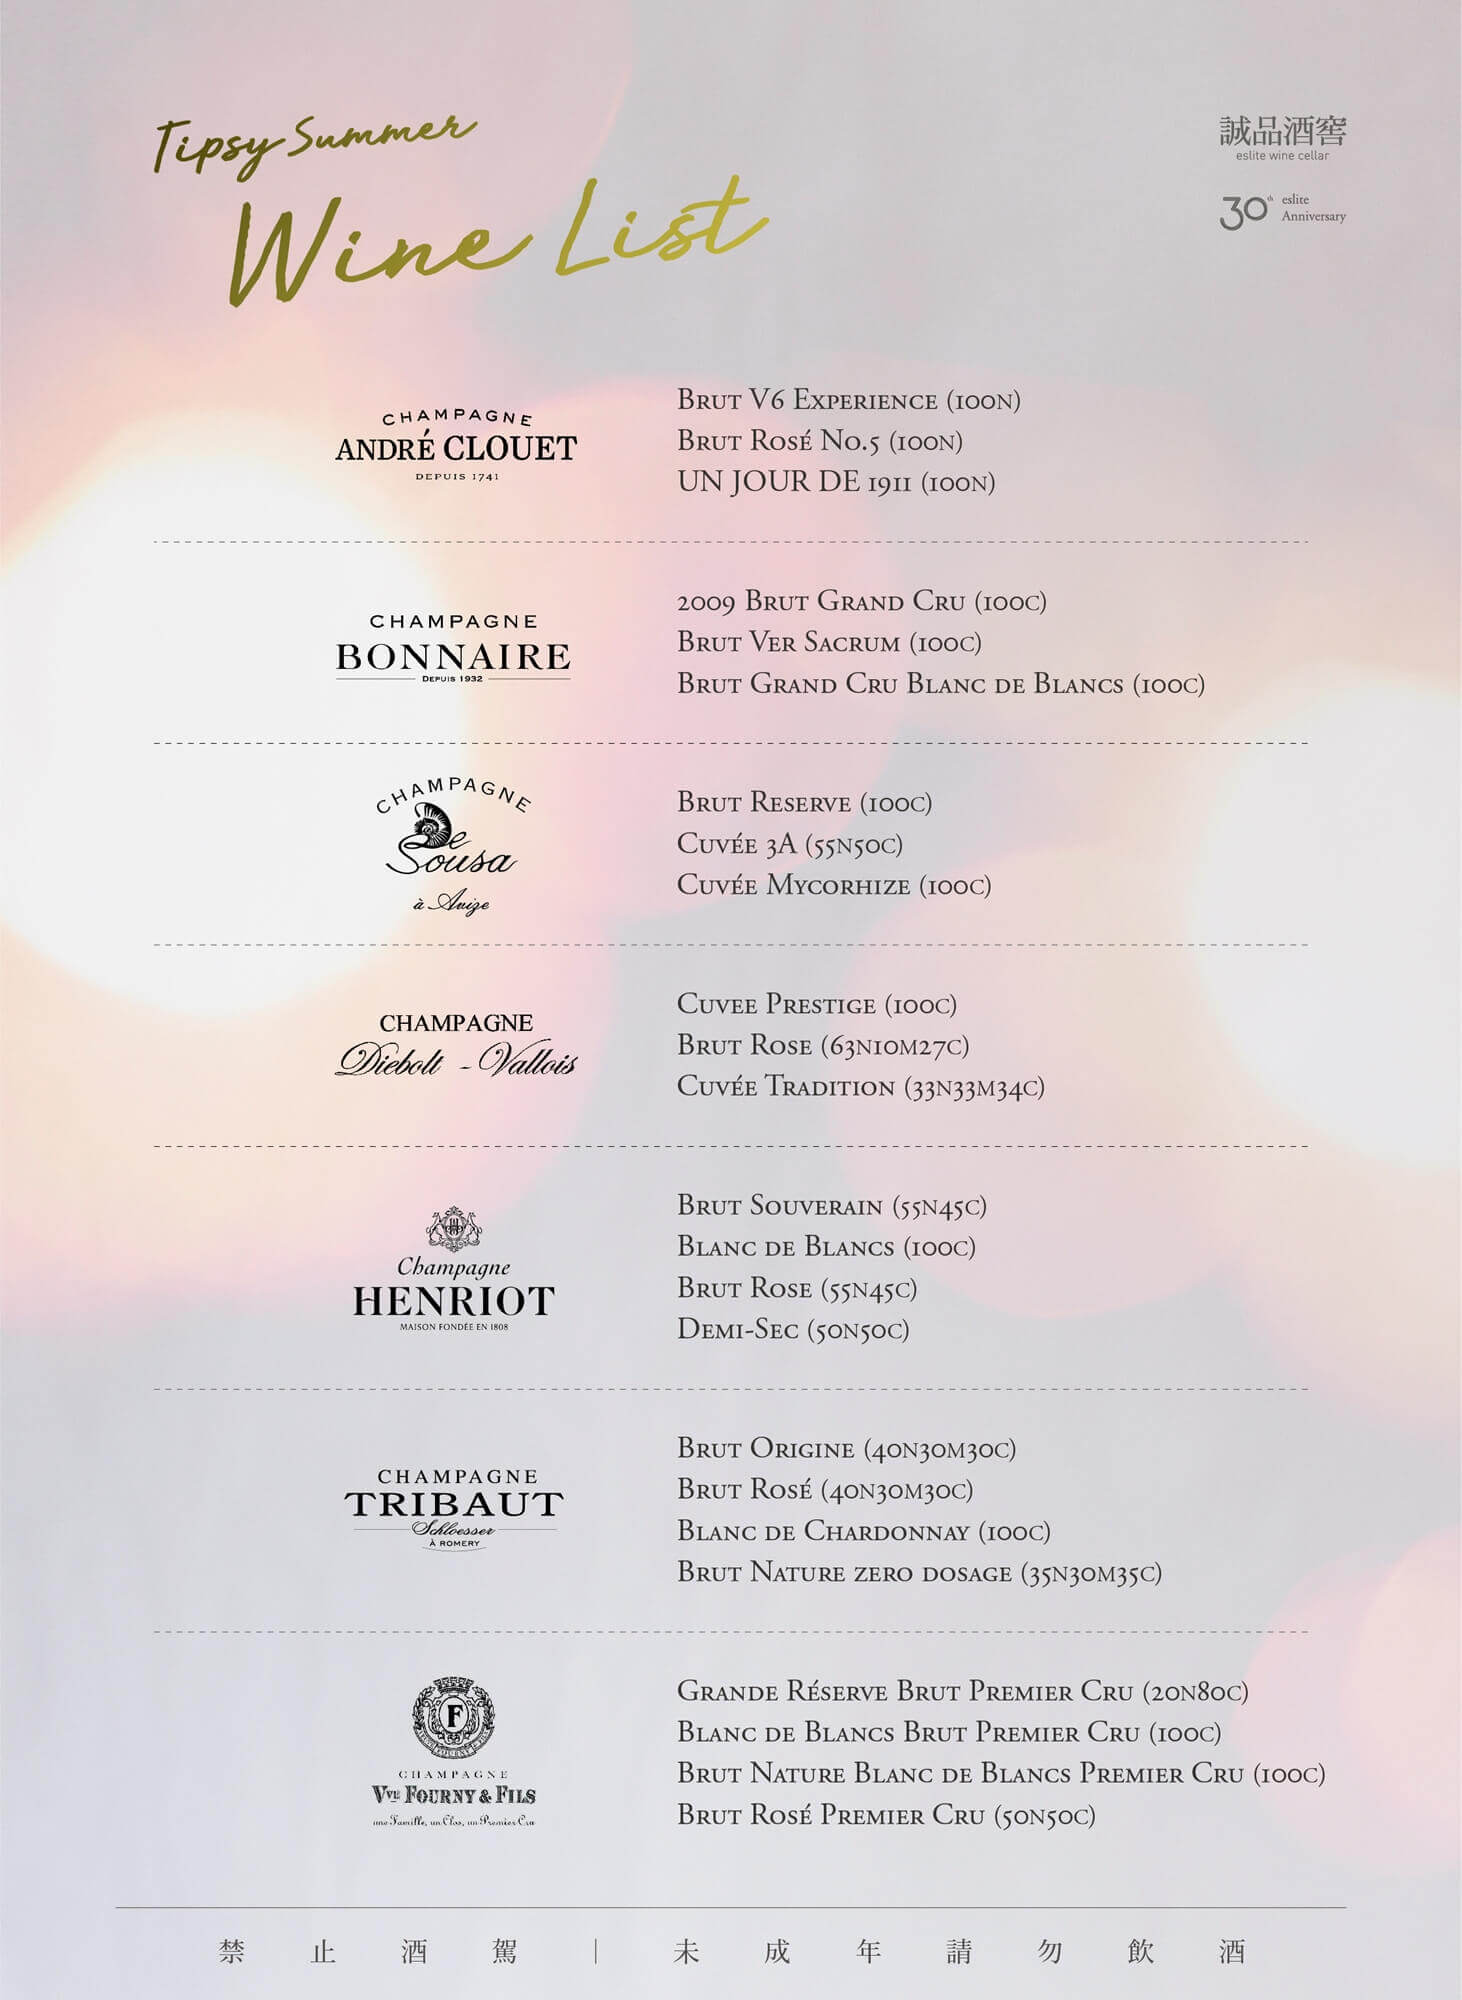 Tipsy Summer
Wine List
誠品酒窖
eslite wine cellar
30th eslite
Anniversary
CHAMPAGNE
ANDRÉ CLOUET
DEPUIS 1741
BRUT V6 EXPERIENCE (100N)
BRUT ROSÉ NO.5 (100N)
UN JOUR DE 1911 (100N)
CHAMPAGNE
BONNAIRE
DEPUIS 1932
2009 BRUT GRAND CRU (100C)
BRUT VER SACRUM (100C)
BRUT GRAND CRU BLANC DE BLANCS (100C)
CHAMPAGNE
De
Sousa
à Avize
BRUT RESERVE (100C)
CUVÉE 3A (55N50C)
CUVÉE MYCORHIZE (100C)
CHAMPAGNE
Diebolt - Vallois
CUVEE PRESTIGE (100C)
BRUT ROSE (63N10M27C)
CUVÉE TRADITION (33N33M34C)
Champagne
HENRIOT
MAISON FONDÉE EN 1808
BRUT SOUVERAIN (55N45C)
BLANC DE BLANCS (100C)
BRUT ROSE (55N45C)
DEMI-SEC (50N50C)
CHAMPAGNE
TRIBAUT
Schloesser
À ROMERY
BRUT ORIGINE (40N30M30C)
BRUT ROSÉ (40N30M30C)
BLANC DE CHARDONNAY (100C)
BRUT NATURE ZERO DOSAGE (35N30M35C)
F
CHAMPAGNE
VVE FOURNY & FILS
une Famille, un Clos, un Premier Cru
GRANDE RÉSERVE BRUT PREMIER CRU (20N80C)
BLANC DE BLANCS BRUT PREMIER CRU (100C)
BRUT NATURE BLANC DE BLANCS PREMIER CRU (100C)
BRUT ROSÉ PREMIER CRU (50N50C)
禁止酒駕｜未成年請勿飲酒